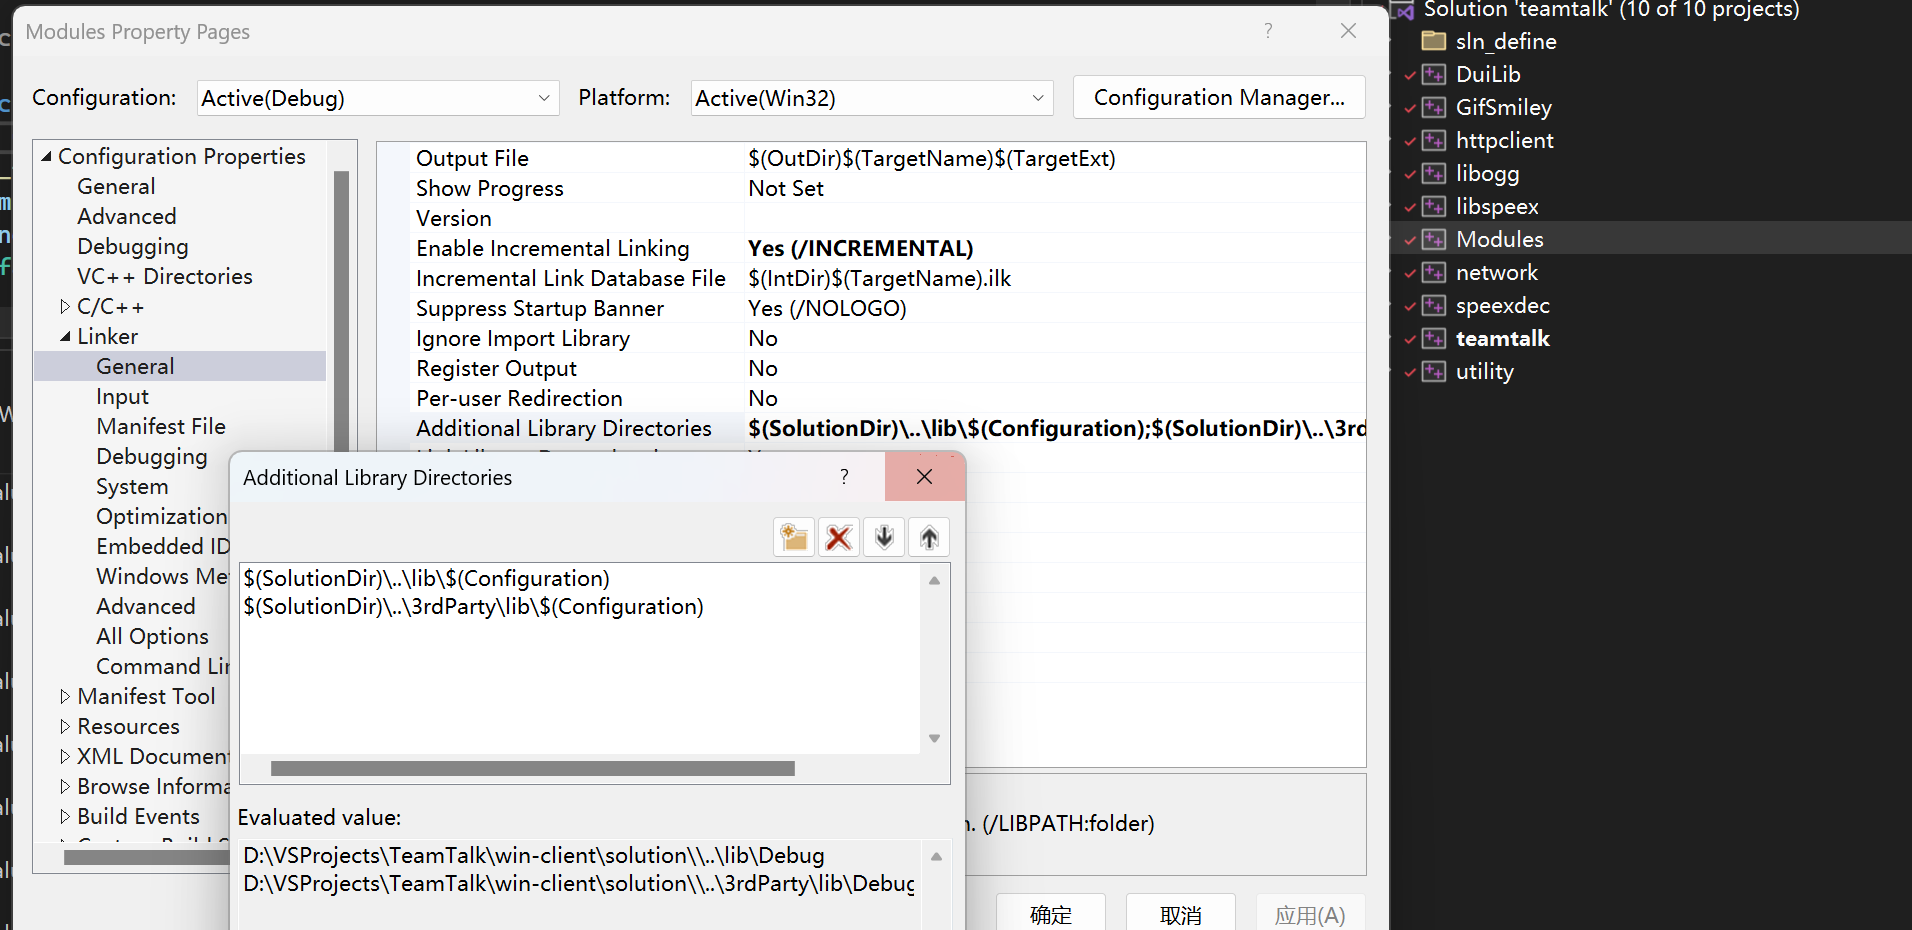 Modules Property Pages
?
Configuration:
Active(Debug)
Platform:
Active(Win32)
Configuration Manager...
Configuration Properties
General
Advanced
Debugging
VC++ Directories
C/C++
Linker
General
Input
Manifest File
Debugging
System
Optimization
Embedded ID
Windows Me
Advanced
All Options
Command Lin
Manifest Tool
Resources
XML Document
Browse Informa
Build Events
Output File $(OutDir)$(TargetName)$(TargetExt)
Show Progress Not Set
Version
Enable Incremental Linking Yes (/INCREMENTAL)
Incremental Link Database File $(IntDir)$(TargetName).ilk
Suppress Startup Banner Yes (/NOLOGO)
Ignore Import Library No
Register Output No
Per-user Redirection No
Additional Library Directories $(SolutionDir)\..\lib\$(Configuration);$(SolutionDir)\..\3rd
Additional Library Directories
?
$(SolutionDir)\..\lib\$(Configuration)
$(SolutionDir)\..\3rdParty\lib\$(Configuration)
Evaluated value:
D:\VSProjects\TeamTalk\win-client\solution\\..\lib\Debug
D:\VSProjects\TeamTalk\win-client\solution\\..\3rdParty\lib\Debug
n. (/LIBPATH:folder)
确定
取消
应用(A)
Solution 'teamtalk' (10 of 10 projects)
sln_define
DuiLib
GifSmiley
httpclient
libogg
libspeex
Modules
network
speexdec
teamtalk
utility